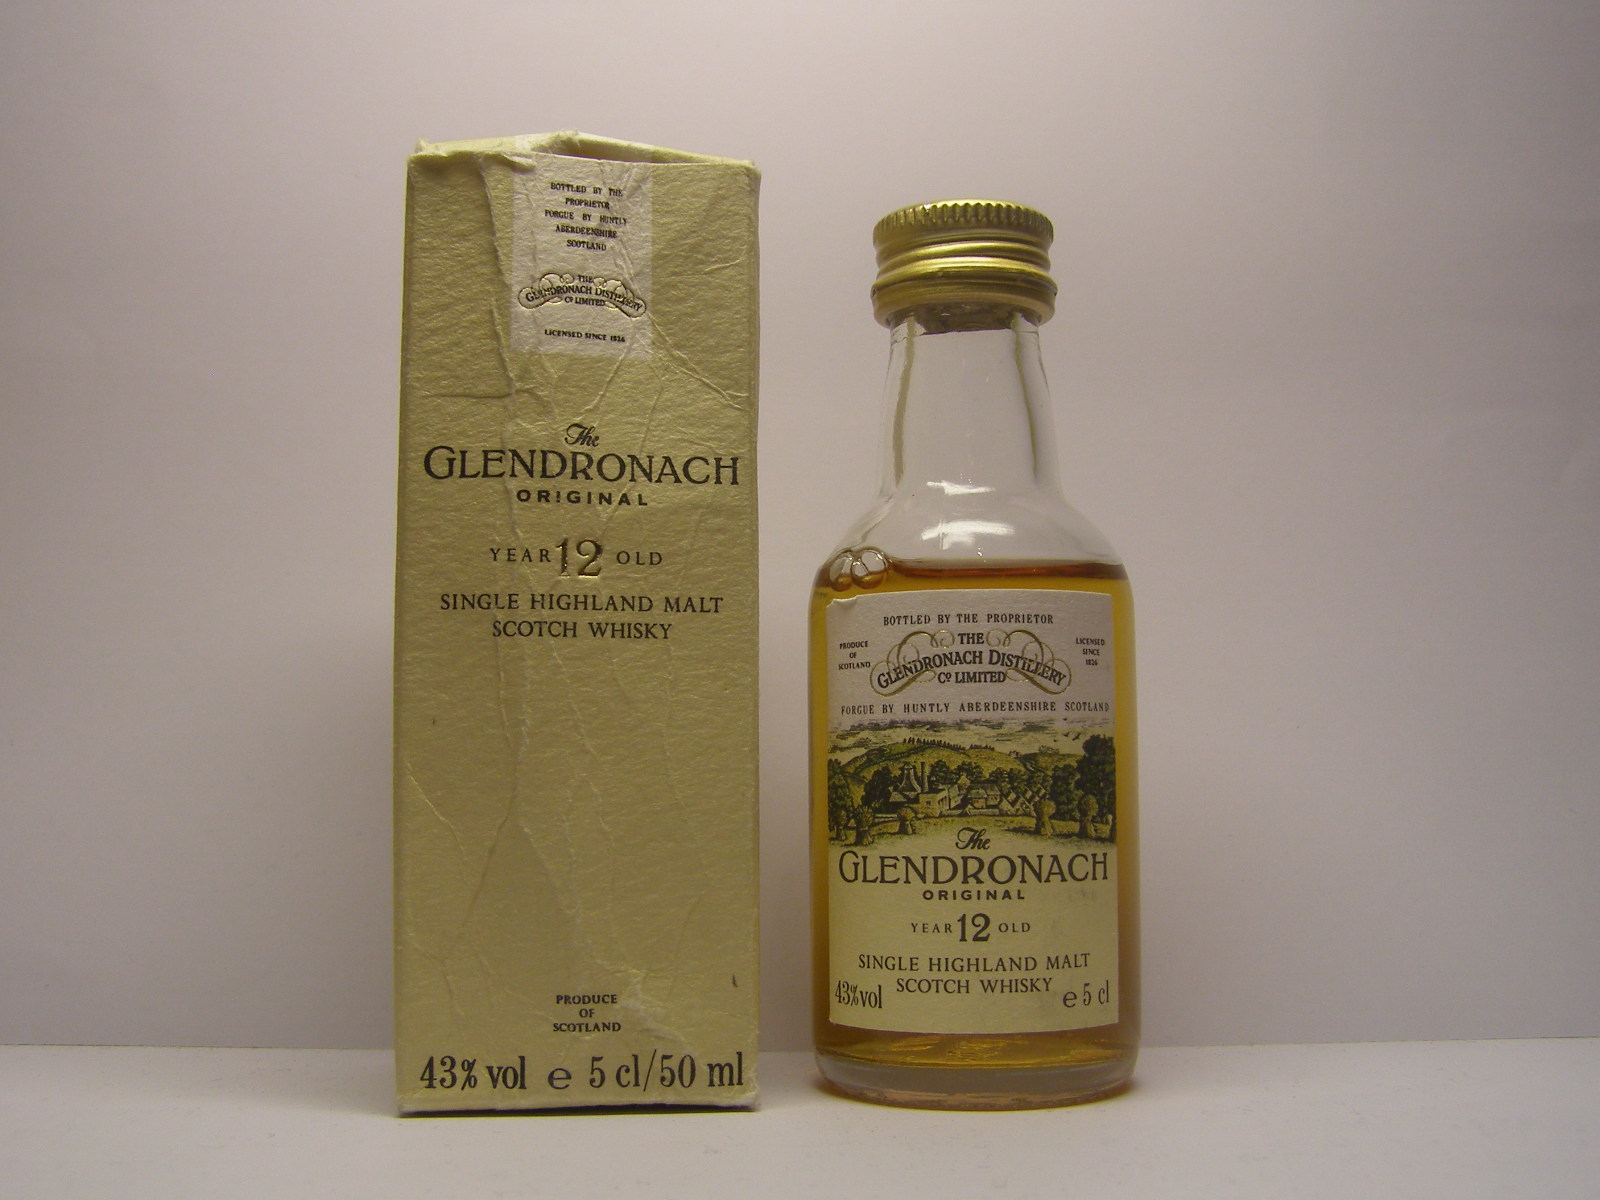 BOTTLED BY THE
PROPRIETOR
FORGUE BY HUNTLY
ABERDEENSHIRE
SCOTLAND
THE
GLENDRONACH DISTILLERY
Cº LIMITED
LICENSED SINCE 1826
The
GLENDRONACH
ORIGINAL
YEAR 12 OLD
SINGLE HIGHLAND MALT
SCOTCH WHISKY
PRODUCE
OF
SCOTLAND
43% vol e 5 cl/50 ml
BOTTLED BY THE PROPRIETOR
PRODUCE
OF
SCOTLAND
THE
GLENDRONACH DISTILLERY
Cº LIMITED
LICENSED
SINCE
1826
FORGUE BY HUNTLY ABERDEENSHIRE SCOTLAND
The
GLENDRONACH
ORIGINAL
YEAR 12 OLD
SINGLE HIGHLAND MALT
SCOTCH WHISKY
43%vol e 5 cl